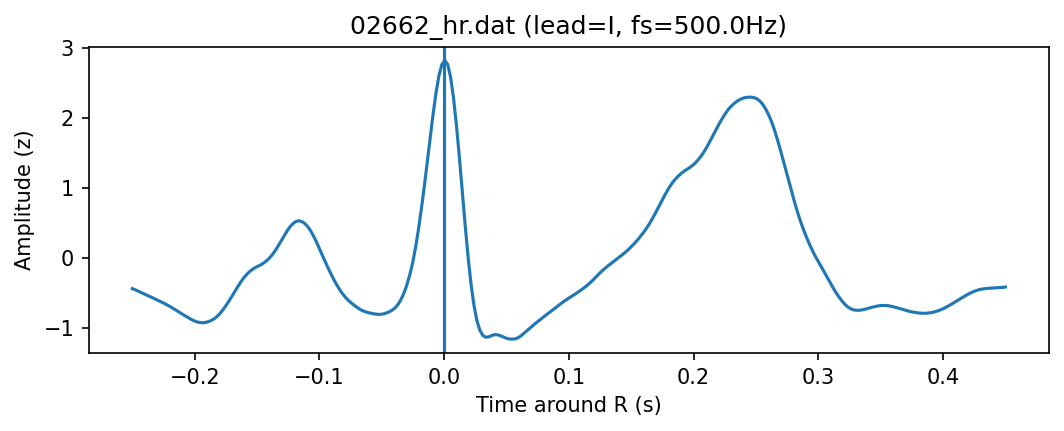 02662_hr.dat (lead=I, fs=500.0Hz)
Amplitude (z)
3
2
1
0
−1
−0.2 −0.1 0.0 0.1 0.2 0.3 0.4
Time around R (s)